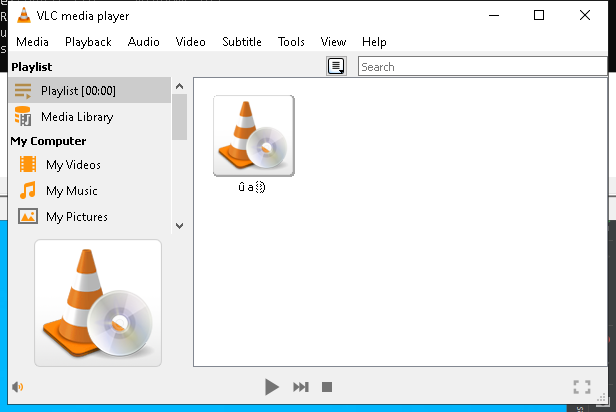 VLC media player
Media Playback Audio Video Subtitle Tools View Help
Playlist
Search
Playlist [00:00]
Media Library
My Computer
My Videos
My Music
My Pictures